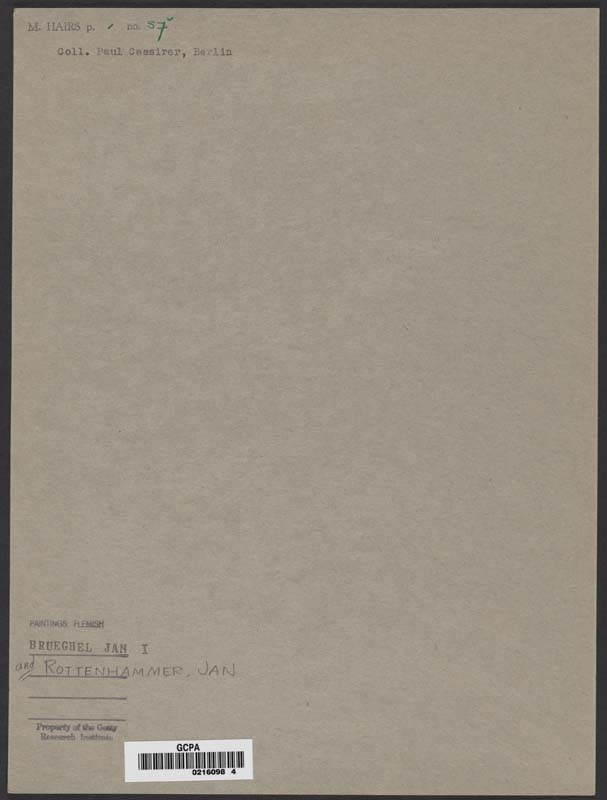 M. HAIRS p. no. 57
Coll. Paul Cassirer, Berlin
PAINTINGS FLEMISH
BRUEGHEL JAN I
and ROTTENHAMMER, JAN
Property of the Getty
Research Institute
GCPA
0216098 4